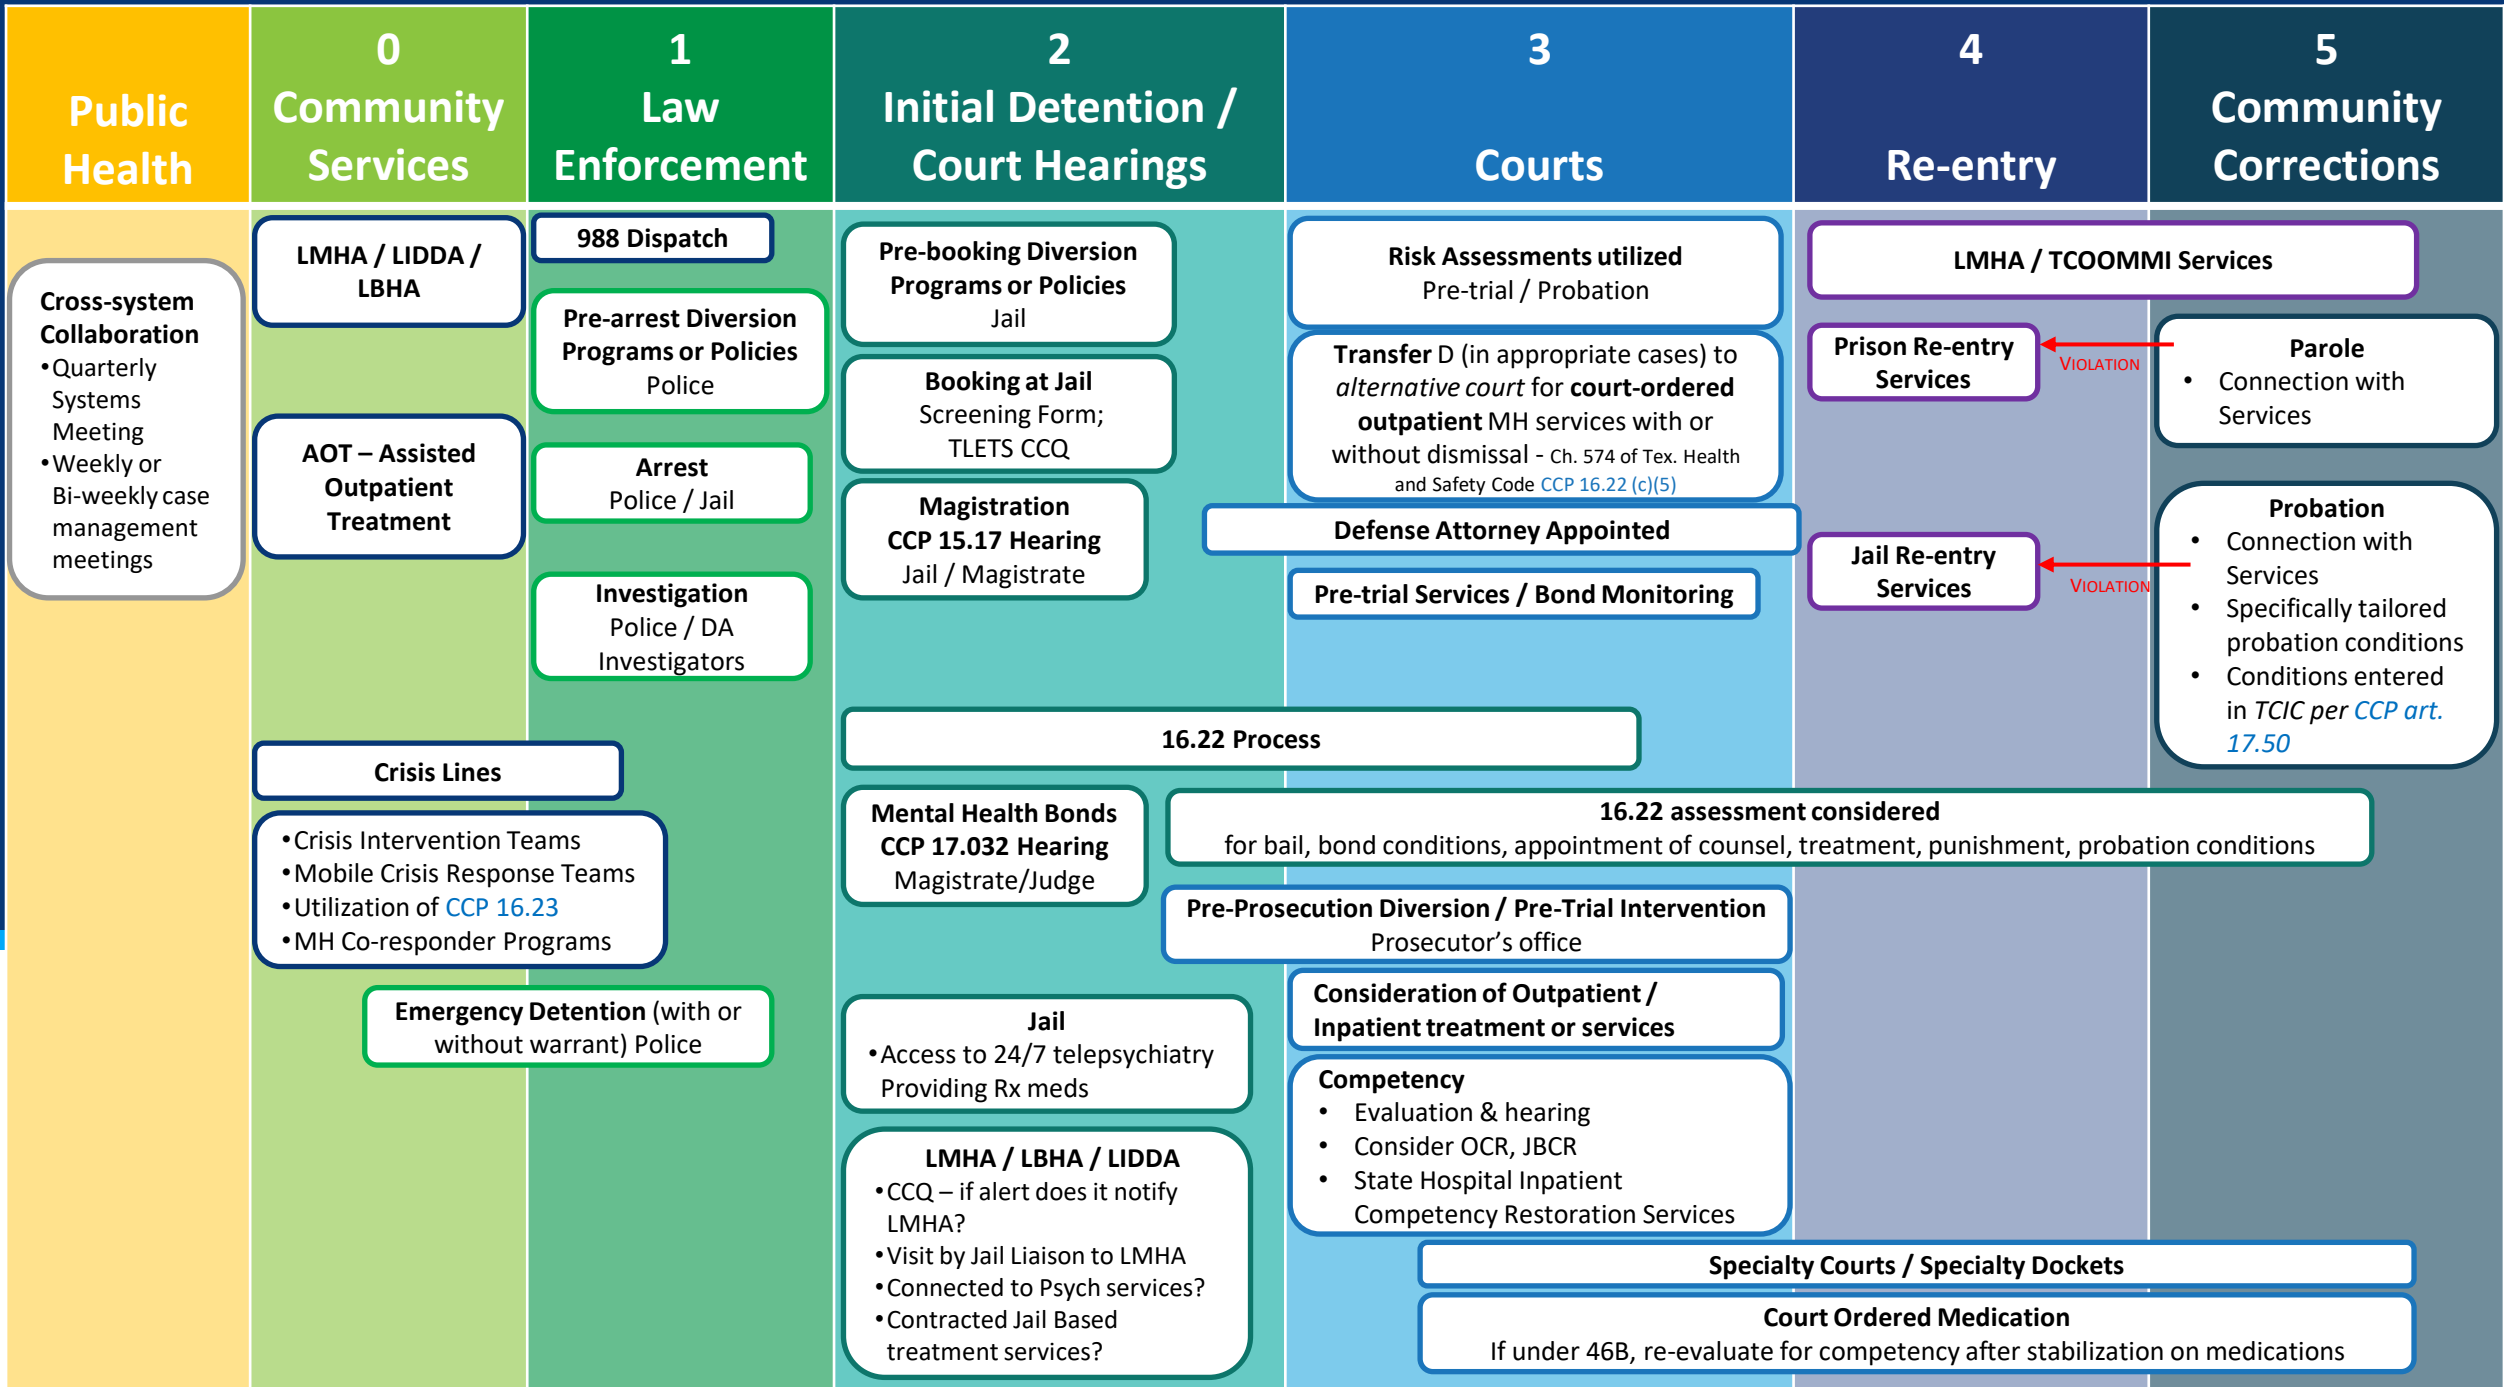 Public
Health
0
Community
Services
1
Law
Enforcement
2
Initial Detention /
Court Hearings
3
Courts
4
Re-entry
5
Community
Corrections
Cross-system
Collaboration
•Quarterly
Systems
Meeting
•Weekly or
Bi-weekly case
management
meetings
LMHA / LIDDA /
LBHA
AOT – Assisted
Outpatient
Treatment
Crisis Lines
•Crisis Intervention Teams
•Mobile Crisis Response Teams
•Utilization of CCP 16.23
•MH Co-responder Programs
Emergency Detention (with or
without warrant) Police
988 Dispatch
Pre-arrest Diversion
Programs or Policies
Police
Arrest
Police / Jail
Investigation
Police / DA
Investigators
Pre-booking Diversion
Programs or Policies
Jail
Booking at Jail
Screening Form;
TLETS CCQ
Magistration
CCP 15.17 Hearing
Jail / Magistrate
16.22 Process
Mental Health Bonds
CCP 17.032 Hearing
Magistrate/Judge
Jail
•Access to 24/7 telepsychiatry
Providing Rx meds
LMHA / LBHA / LIDDA
•CCQ – if alert does it notify
LMHA?
•Visit by Jail Liaison to LMHA
•Connected to Psych services?
•Contracted Jail Based
treatment services?
Risk Assessments utilized
Pre-trial / Probation
Transfer D (in appropriate cases) to
alternative court for court-ordered
outpatient MH services with or
without dismissal - Ch. 574 of Tex. Health
and Safety Code CCP 16.22 (c)(5)
Defense Attorney Appointed
Pre-trial Services / Bond Monitoring
16.22 assessment considered
for bail, bond conditions, appointment of counsel, treatment, punishment, probation conditions
Pre-Prosecution Diversion / Pre-Trial Intervention
Prosecutor's office
Consideration of Outpatient /
Inpatient treatment or services
Competency
• Evaluation & hearing
• Consider OCR, JBCR
• State Hospital Inpatient
Competency Restoration Services
Specialty Courts / Specialty Dockets
Court Ordered Medication
If under 46B, re-evaluate for competency after stabilization on medications
LMHA / TCOOMMI Services
Prison Re-entry
Services
VIOLATION
Jail Re-entry
Services
VIOLATION
Parole
• Connection with
Services
Probation
• Connection with
Services
• Specifically tailored
probation conditions
• Conditions entered
in TCIC per CCP art.
17.50